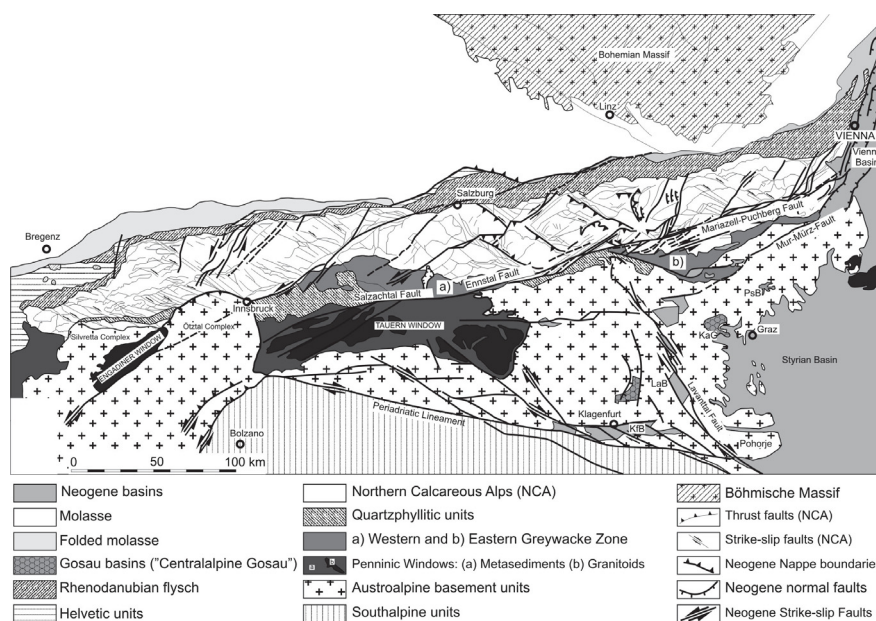 Bohemian Massif
Linz
VIENNA
Vienna
Basin
Salzburg
Bregenz
Mariazell-Puchberg Fault
Mur-Mürz-Fault
b)
a)
Ennstal Fault
Salzachtal Fault
Innsbruck
PsB
Silvretta Complex
Ötztal Complex
TAUERN WINDOW
KaG
Graz
ENGADINER WINDOW
Styrian Basin
LaB
Lavanttal Fault
Periadriatic Lineament
Klagenfurt
KfB
Bolzano
Pohorje
0 50 100 km
Neogene basins
Molasse
Folded molasse
Gosau basins ("Centralalpine Gosau")
Rhenodanubian flysch
Helvetic units
Northern Calcareous Alps (NCA)
Quartzphyllitic units
a) Western and b) Eastern Greywacke Zone
a b Penninic Windows: (a) Metasediments (b) Granitoids
Austroalpine basement units
Southalpine units
Böhmische Massif
Thrust faults (NCA)
Strike-slip faults (NCA)
Neogene Nappe boundarie
Neogene normal faults
Neogene Strike-slip Faults